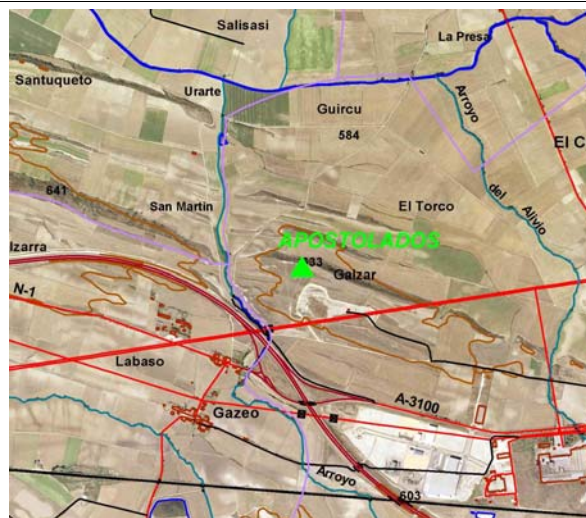 Salisasi
La Presa
Santuqueto
Urarte
Guircu
Arroyo
584
El C
641
San Martin
El Torco
del
Alivio
APOSTOLADOS
Izarra
Galzar
N-1
Labaso
A-3100
Gazeo
Arroyo
603